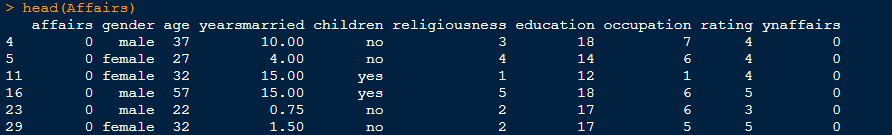 > head(Affairs)
affairs gender age yearsmarried children religiousness education occupation rating ynaffairs
4 0 male 37 10.00 no 3 18 7 4 0
5 0 female 27 4.00 no 4 14 6 4 0
11 0 female 32 15.00 yes 1 12 1 4 0
16 0 male 57 15.00 yes 5 18 6 5 0
23 0 male 22 0.75 no 2 17 6 3 0
29 0 female 32 1.50 no 2 17 5 5 0